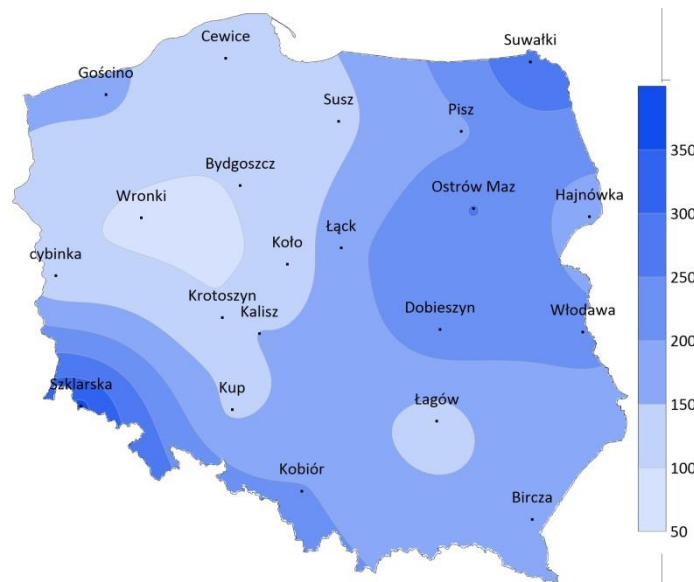 Cewice
Suwałki
Gościno
Susz
Pisz
Bydgoszcz
Ostrów Maz
Hajnówka
Wronki
Łąck
Koło
cybinka
Krotoszyn
Kalisz
Dobieszyn
Włodawa
Szklarska
Kup
Łagów
Kobiór
Bircza
350
300
250
200
150
100
50